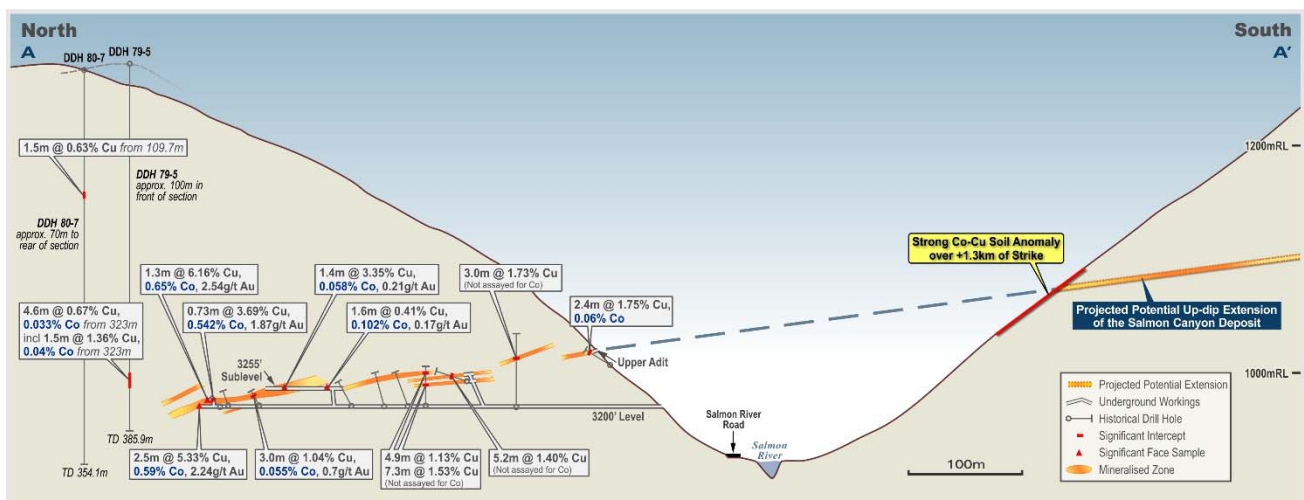 North
A
South
A'
DDH 80-7
DDH 79-5
1.5m @ 0.63% Cu from 109.7m
DDH 79-5
approx. 100m in
front of section
DDH 80-7
approx. 70m to
rear of section
1200mRL
Strong Co-Cu Soil Anomaly
over +1.3km of Strike
1.3m @ 6.16% Cu,
0.65% Co, 2.54g/t Au
1.4m @ 3.35% Cu,
0.058% Co, 0.21g/t Au
3.0m @ 1.73% Cu
(Not assayed for Co)
4.6m @ 0.67% Cu,
0.033% Co from 323m
incl 1.5m @ 1.36% Cu,
0.04% Co from 323m
0.73m @ 3.69% Cu,
0.542% Co, 1.87g/t Au
1.6m @ 0.41% Cu,
0.102% Co, 0.17g/t Au
2.4m @ 1.75% Cu,
0.06% Co
Projected Potential Up-dip Extension
of the Salmon Canyon Deposit
3255'
Sublevel
Upper Adit
1000mRL
3200' Level
Salmon River
Road
Salmon
River
TD 385.9m
TD 354.1m
2.5m @ 5.33% Cu,
0.59% Co, 2.24g/t Au
3.0m @ 1.04% Cu,
0.055% Co, 0.7g/t Au
4.9m @ 1.13% Cu
7.3m @ 1.53% Cu
(Not assayed for Co)
5.2m @ 1.40% Cu
(Not assayed for Co)
100m
Projected Potential Extension
Underground Workings
Historical Drill Hole
Significant Intercept
Significant Face Sample
Mineralised Zone